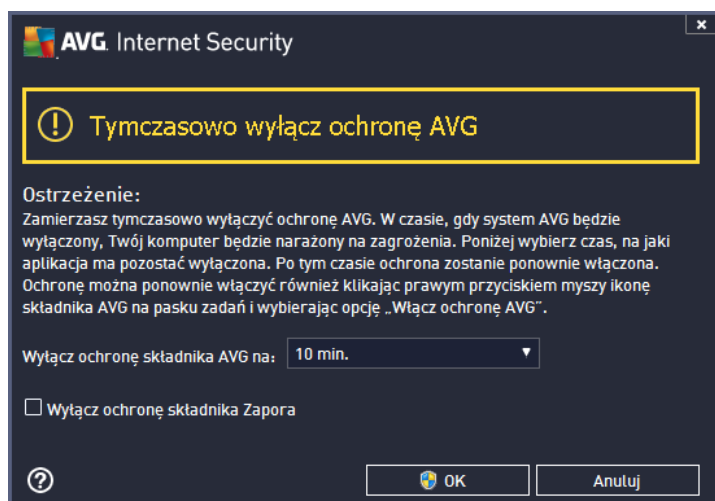 AVG. Internet Security
Tymczasowo wyłącz ochronę AVG
Ostrzeżenie:
Zamierzasz tymczasowo wyłączyć ochronę AVG. W czasie, gdy system AVG będzie
wyłączony, Twój komputer będzie narażony na zagrożenia. Poniżej wybierz czas, na jaki
aplikacja ma pozostać wyłączona. Po tym czasie ochrona zostanie ponownie włączona.
Ochronę można ponownie włączyć również klikając prawym przyciskiem myszy ikonę
składnika AVG na pasku zadań i wybierając opcję „Włącz ochronę AVG”.
Wyłącz ochronę składnika AVG na: 10 min.
Wyłącz ochronę składnika Zapora
OK Anuluj